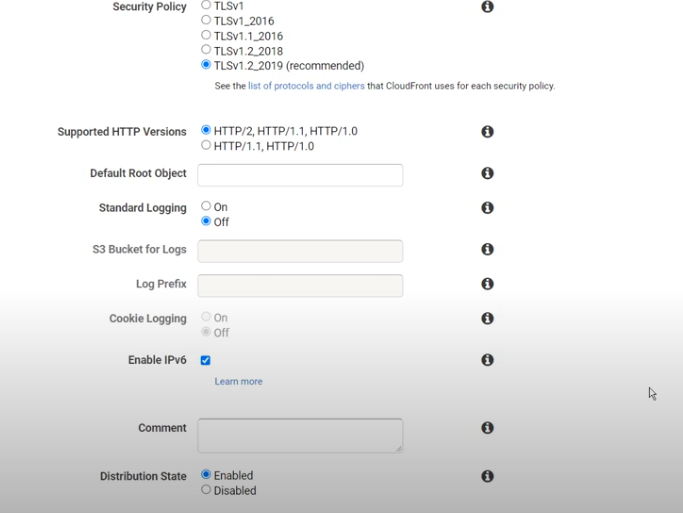 Security Policy
TLSv1
TLSv1_2016
TLSv1.1_2016
TLSv1.2_2018
TLSv1.2_2019 (recommended)
See the list of protocols and ciphers that CloudFront uses for each security policy.
Supported HTTP Versions
HTTP/2, HTTP/1.1, HTTP/1.0
HTTP/1.1, HTTP/1.0
Default Root Object
Standard Logging
On
Off
S3 Bucket for Logs
Log Prefix
Cookie Logging
On
Off
Enable IPv6
Learn more
Comment
Distribution State
Enabled
Disabled